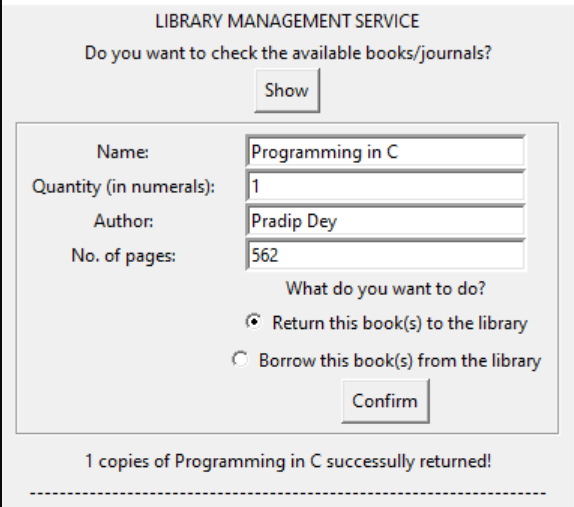 LIBRARY MANAGEMENT SERVICE
Do you want to check the available books/journals?
Show
Name: Programming in C
Quantity (in numerals): 1
Author: Pradip Dey
No. of pages: 562
What do you want to do?
Return this book(s) to the library
Borrow this book(s) from the library
Confirm
1 copies of Programming in C successully returned!
----------------------------------------------------------------------